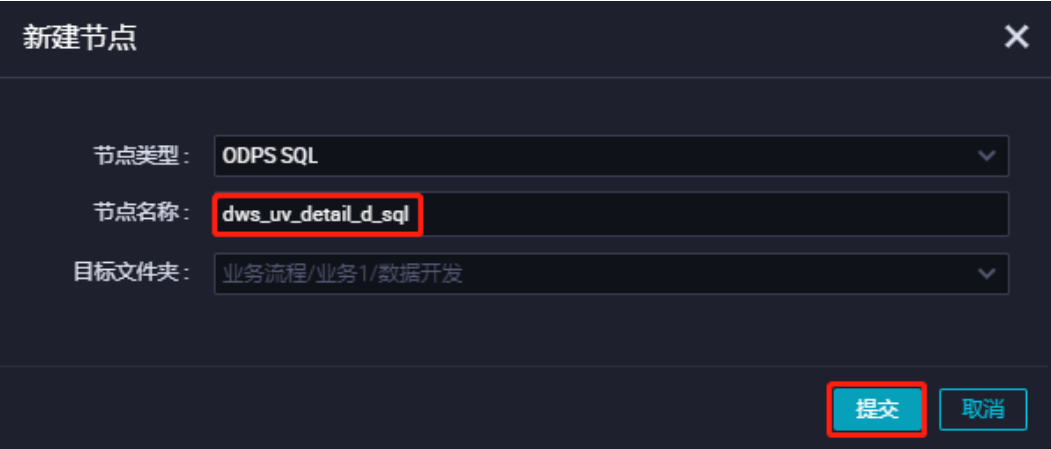 新建节点
节点类型： ODPS SQL
节点名称： dws_uv_detail_d_sql
目标文件夹： 业务流程/业务1/数据开发
提交 取消